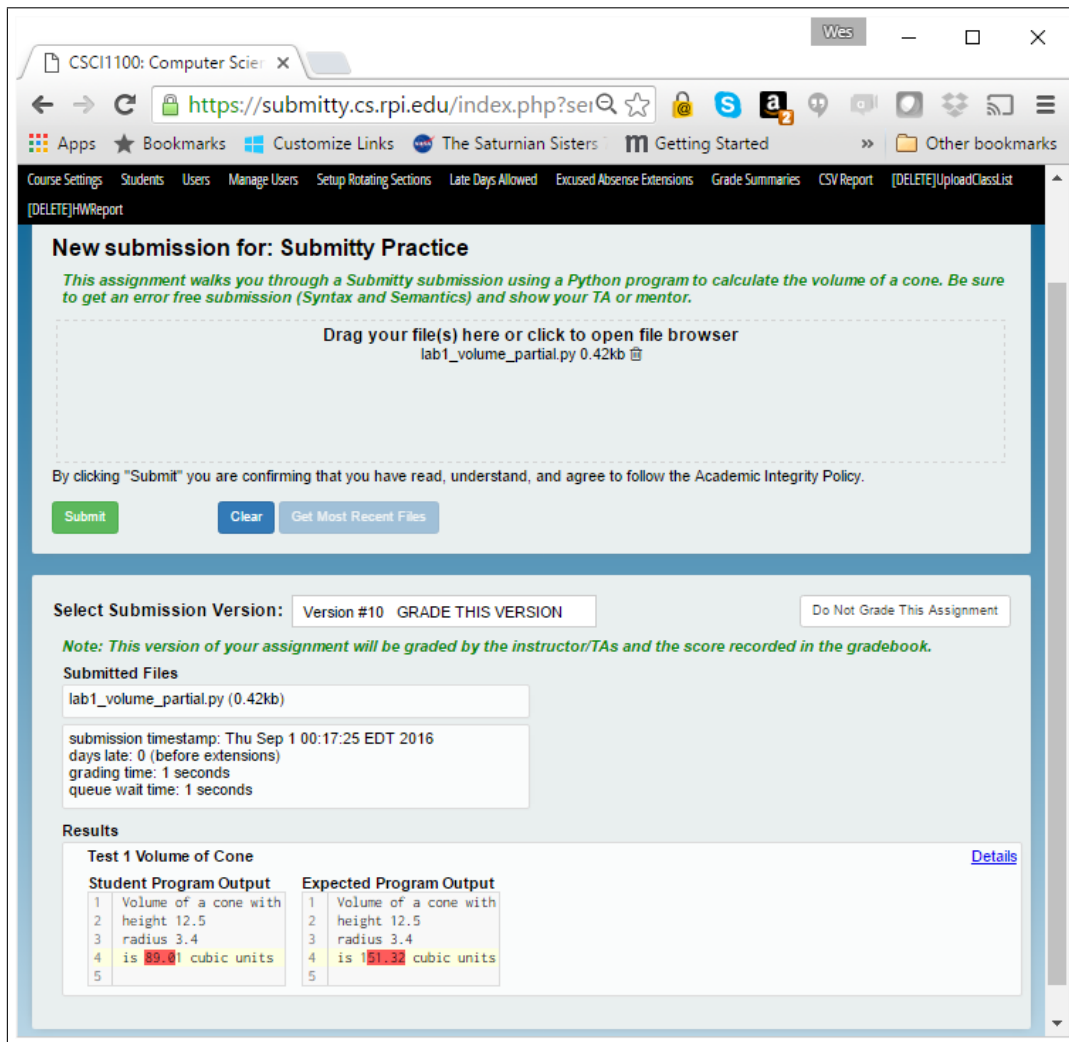 Wes
CSCI1100: Computer Scier
https://submitty.cs.rpi.edu/index.php?ser
2
Apps Bookmarks Customize Links The Saturnian Sisters T Getting Started » Other bookmarks
Course Settings Students Users Manage Users Setup Rotating Sections Late Days Allowed Excused Absense Extensions Grade Summaries CSV Report [DELETE]UploadClassList
[DELETE]HWReport
New submission for: Submitty Practice
This assignment walks you through a Submitty submission using a Python program to calculate the volume of a cone. Be sure
to get an error free submission (Syntax and Semantics) and show your TA or mentor.
Drag your file(s) here or click to open file browser
lab1_volume_partial.py 0.42kb
By clicking "Submit" you are confirming that you have read, understand, and agree to follow the Academic Integrity Policy.
Submit Clear Get Most Recent Files
Select Submission Version: Version #10 GRADE THIS VERSION Do Not Grade This Assignment
Note: This version of your assignment will be graded by the instructor/TAs and the score recorded in the gradebook.
Submitted Files
lab1_volume_partial.py (0.42kb)
submission timestamp: Thu Sep 1 00:17:25 EDT 2016
days late: 0 (before extensions)
grading time: 1 seconds
queue wait time: 1 seconds
Results
Test 1 Volume of Cone Details
Student Program Output Expected Program Output
1 Volume of a cone with 1 Volume of a cone with
2 height 12.5 2 height 12.5
3 radius 3.4 3 radius 3.4
4 is 89.01 cubic units 4 is 151.32 cubic units
5 5